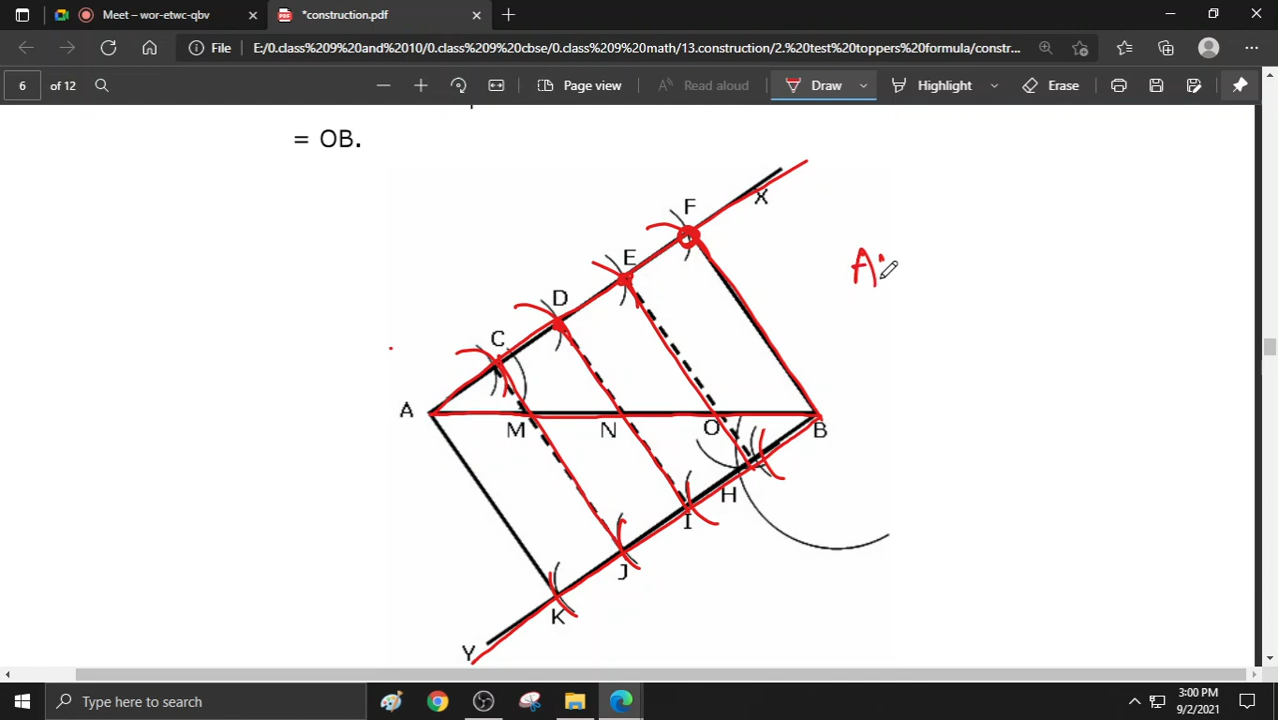 Meet – wor-etwc-qbv
*construction.pdf
File
E:/0.class%209%20and%2010/0.class%209%20cbse/0.class%209%20math/13.construction/2.%20test%20toppers%20formula/constr...
6 of 12
Page view
Read aloud
Draw
Highlight
Erase
= OB.
X
F
E
D
C
A
M
N
O
B
H
I
J
K
Y
A
Type here to search
3:00 PM
9/2/2021